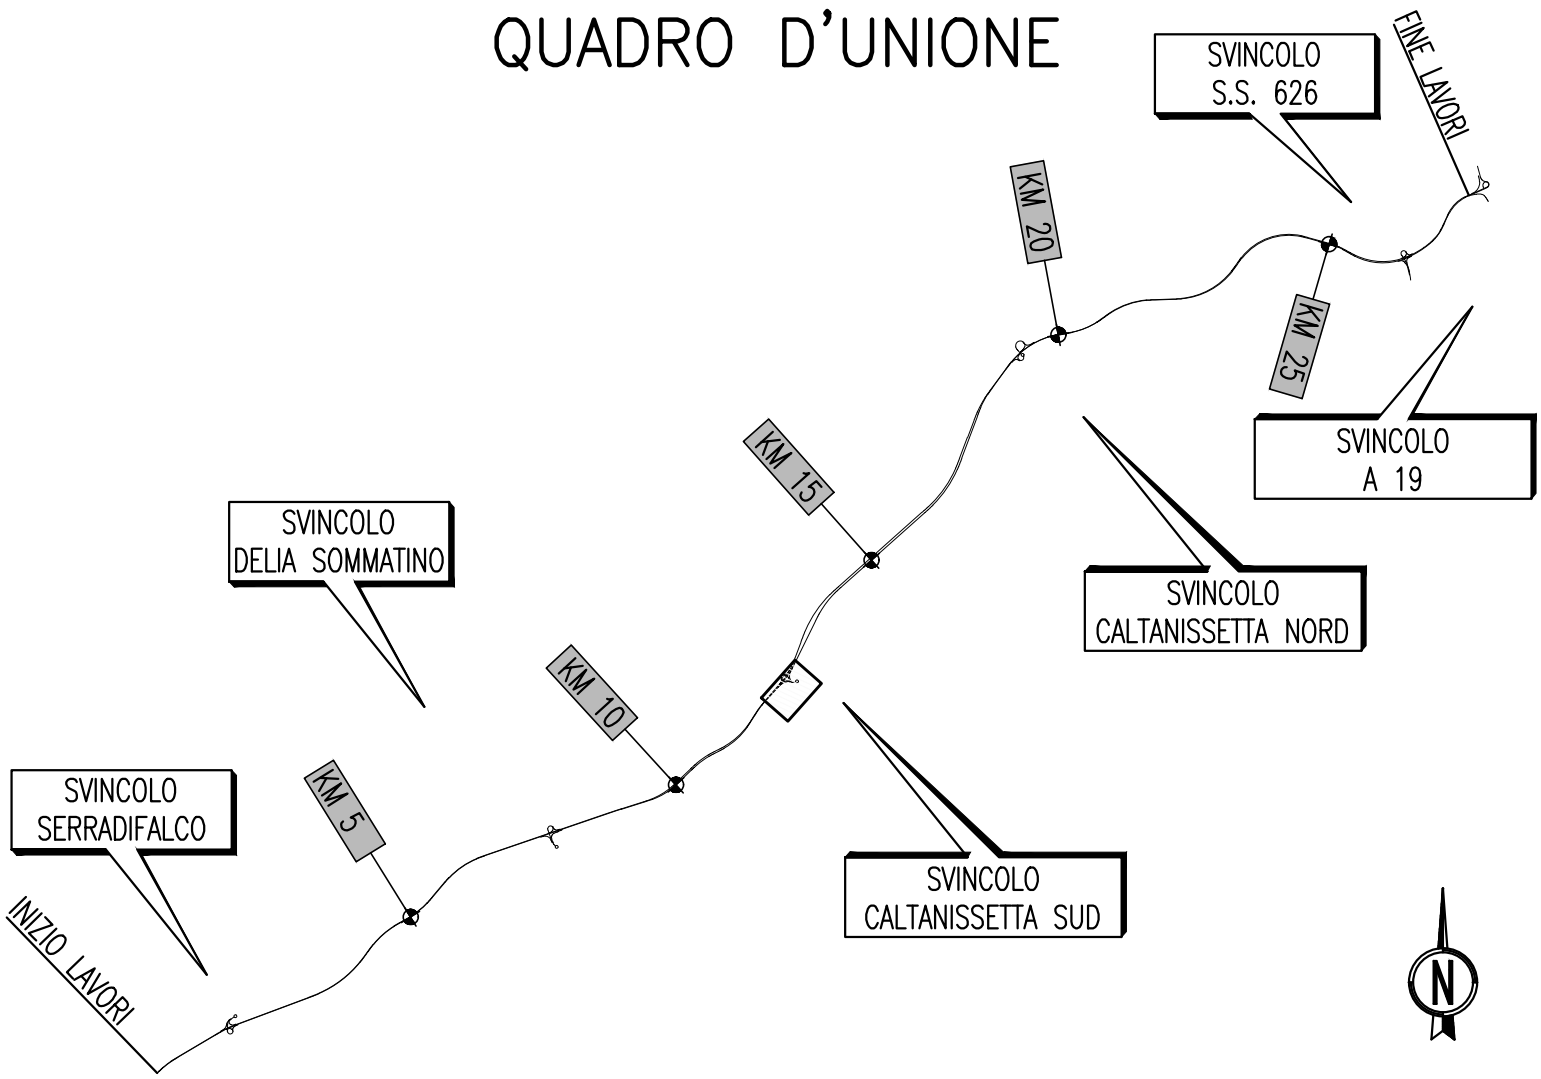 QUADRO D'UNIONE
SVINCOLO
S.S. 626
FINE LAVORI
KM 20
KM 25
SVINCOLO
A 19
KM 15
SVINCOLO
DELIA SOMMATINO
SVINCOLO
CALTANISSETTA NORD
KM 10
KM 5
SVINCOLO
SERRADIFALCO
SVINCOLO
CALTANISSETTA SUD
INIZIO LAVORI
N